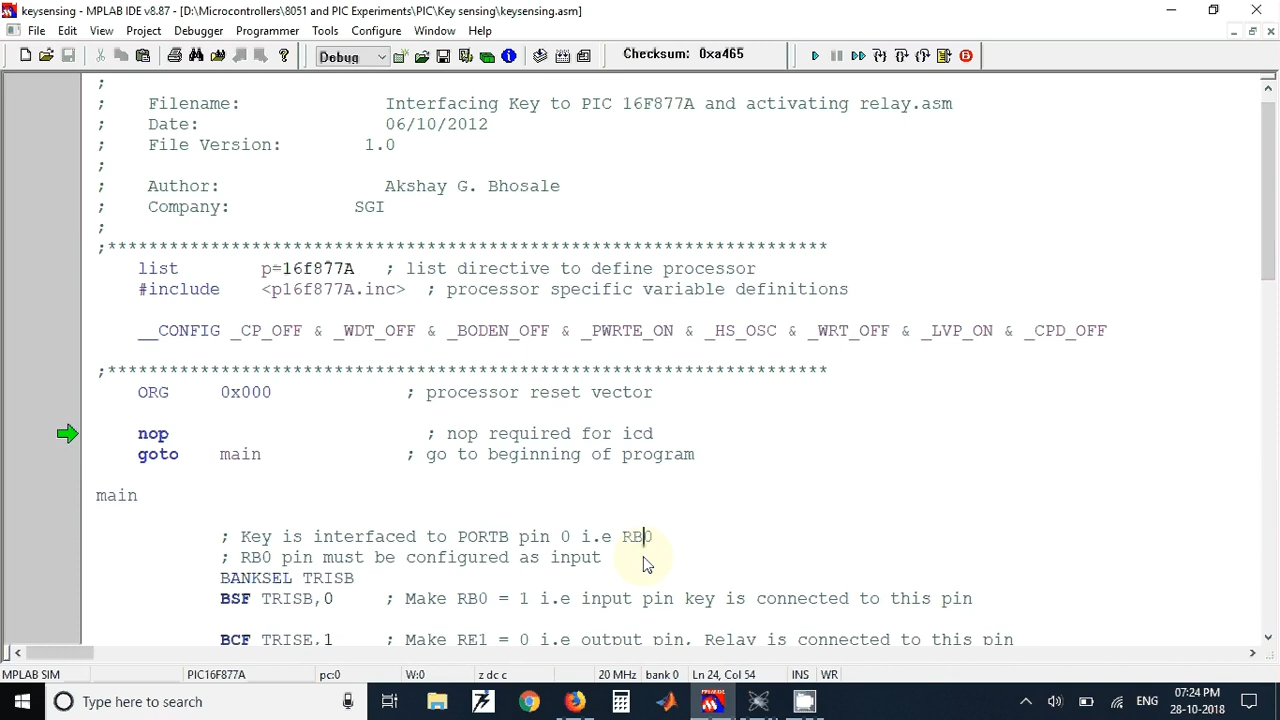 keysensing - MPLAB IDE v8.87 - [D:\Microcontrollers\8051 and PIC Experiments\PIC\Key sensing\keysensing.asm]
File Edit View Project Debugger Programmer Tools Configure Window Help
Debug Checksum: 0xa465
;
; Filename: Interfacing Key to PIC 16F877A and activating relay.asm
; Date: 06/10/2012
; File Version: 1.0
;
; Author: Akshay G. Bhosale
; Company: SGI
;
;**********************************************************************
list p=16f877A ; list directive to define processor
#include <p16f877A.inc> ; processor specific variable definitions
__CONFIG _CP_OFF & _WDT_OFF & _BODEN_OFF & _PWRTE_ON & _HS_OSC & _WRT_OFF & _LVP_ON & _CPD_OFF
;**********************************************************************
ORG 0x000 ; processor reset vector
nop ; nop required for icd
goto main ; go to beginning of program
main
; Key is interfaced to PORTB pin 0 i.e RB0
; RB0 pin must be configured as input
BANKSEL TRISB
BSF TRISB,0 ; Make RB0 = 1 i.e input pin key is connected to this pin
BCF TRISE,1 ; Make RE1 = 0 i.e output pin, Relay is connected to this pin
MPLAB SIM PIC16F877A pc:0 W:0 z dc c 20 MHz bank 0 Ln 24, Col 54 INS WR
Type here to search ENG 07:24 PM
28-10-2018